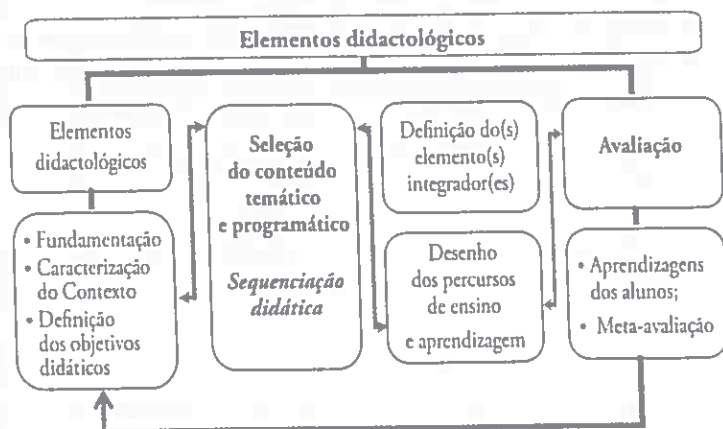 Elementos didactológicos
Elementos
didactológicos
• Fundamentação
• Caracterização
do Contexto
• Definição
dos objetivos
didáticos
Seleção
do conteúdo
temático
e programático
Sequenciação
didática
Definição do(s)
elemento(s)
integrador(es)
Desenho
dos percursos
de ensino
e aprendizagem
Avaliação
• Aprendizagens
dos alunos;
• Meta-avaliação